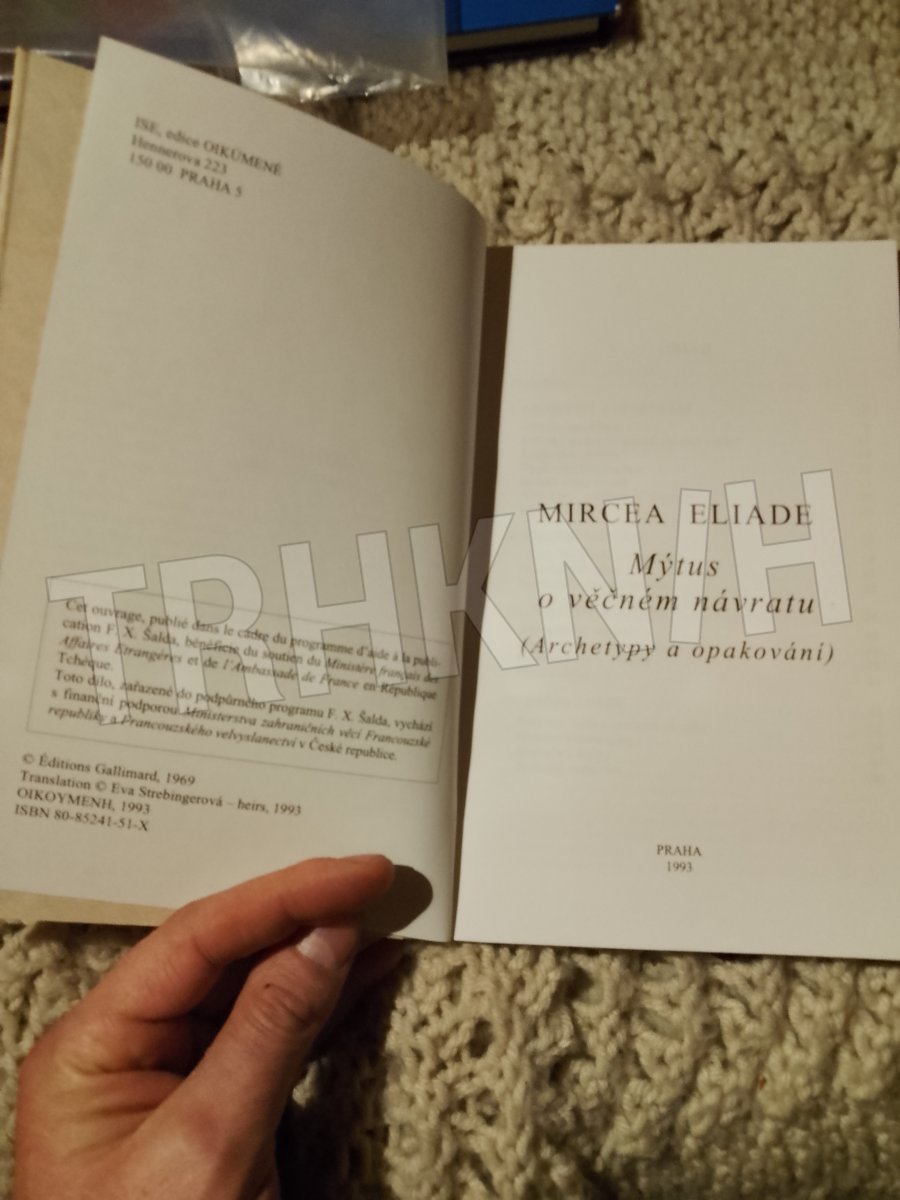 ISE, edice OIKÚMENÉ
Hennerova 223
150 00 PRAHA 5
Cet ouvrage, publié dans le cadre du programme d'aide à la publi-
cation F. X. Šalda, bénéficie du soutien du Ministère français des
Affaires Etrangères et de l'Ambassade de France en République
Tchèque.
Toto dílo, zařazené do podpůrného programu F. X. Šalda, vychází
s finanční podporou Ministerstva zahraničních věcí Francouzské
republiky a Francouzského velvyslanectví v České republice.
© Éditions Gallimard, 1969
Translation © Eva Strebingerová – heirs, 1993
OIKOYMENH, 1993
ISBN 80-85241-51-X
MIRCEA ELIADE
Mýtus
o věčném návratu
(Archetypy a opakování)
PRAHA
1993
TRHKNIH